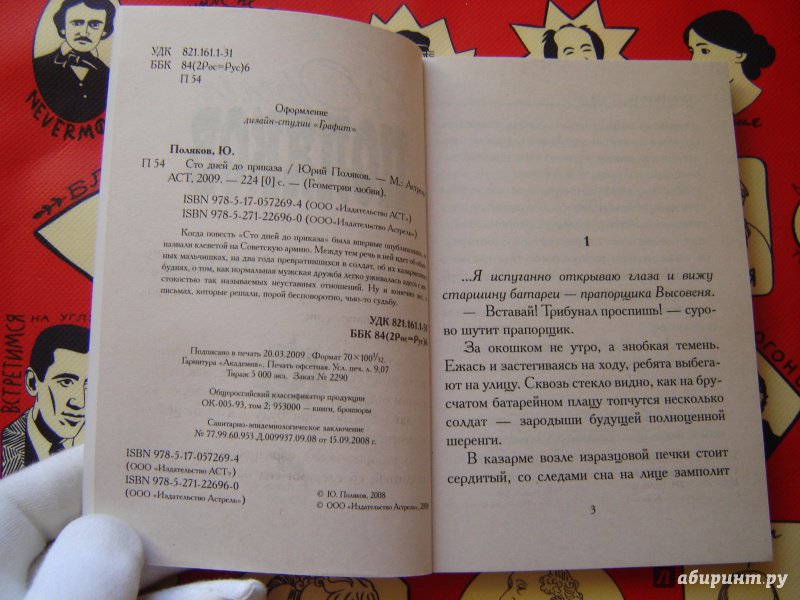 УДК 821.161.1-31
ББК 84(2Рос=Рус)6
П 54
Оформление
дизайн-студии «Графит»
Поляков, Ю.
П 54 Сто дней до приказа / Юрий Поляков. — М.: Астрель,
АСТ, 2009. — 224 [0] с. — (Геометрия любви).
ISBN 978-5-17-057269-4 (ООО «Издательство АСТ»)
ISBN 978-5-271-22696-0 (ООО«Издательство Астрель»)
Когда повесть «Сто дней до приказа» была впервые опубликована,
назвали клеветой на Советскую армию. Между тем речь в ней идет об
мальчишках, на два года превратившихся в солдат, об их казарменных
буднях, о том, как нормальная мужская дружба легко уживалась здесь с
стокостью так называемых неуставных отношений. Ну и конечно же,
письмах, которые решали, порой бесповоротно, чью-то судьбу.
УДК 821.161.1-31
ББК 84(2Рос=Рус)6
Подписано в печать 20.03.2009 . Формат 70×100¹/₃₂.
Гарнитура «Академия». Печать офсетная. Усл. печ. л. 9,07
Тираж 5 000 экз. Заказ № 2290
Общероссийский классификатор продукции
ОК-005-93, том 2; 953000 — книги, брошюры
Санитарно-эпидемиологическое заключение
№ 77.99.60.953.Д.009937.09.08 от 15.09.2008 г.
ISBN 978-5-17-057269-4
(ООО «Издательство АСТ»)
ISBN 978-5-271-22696-0
(ООО «Издательство Астрель»)
© Ю. Поляков, 2008
© ООО «Издательство Астрель», 2008
1
...Я испуганно открываю глаза и вижу
старшину батареи — прапорщика Высовеня.
— Вставай! Трибунал проспишь! — суро-
во шутит прапорщик.
За окошком не утро, а знобкая темень.
Ежась и застегиваясь на ходу, ребята выбега-
ют на улицу. Сквозь стекло видно, как на бру-
счатом батарейном плацу топчутся несколько
солдат — зародыши будущей полноценной
шеренги.
В казарме возле изразцовой печки стоит
сердитый, со следами сна на лице замполит
3
NEVERMO
ВСТРЕТИМСЯ
НА УГЛ
лабиринт.ру